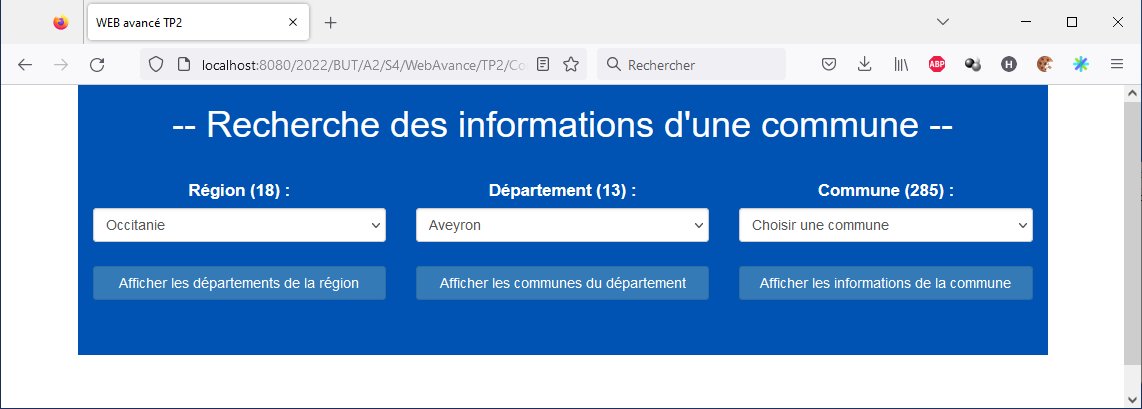 WEB avancé TP2
localhost:8080/2022/BUT/A2/S4/WebAvance/TP2/Co
Rechercher
ABP
H
-- Recherche des informations d'une commune --
Région (18) :
Département (13) :
Commune (285) :
Occitanie
Aveyron
Choisir une commune
Afficher les départements de la région
Afficher les communes du département
Afficher les informations de la commune